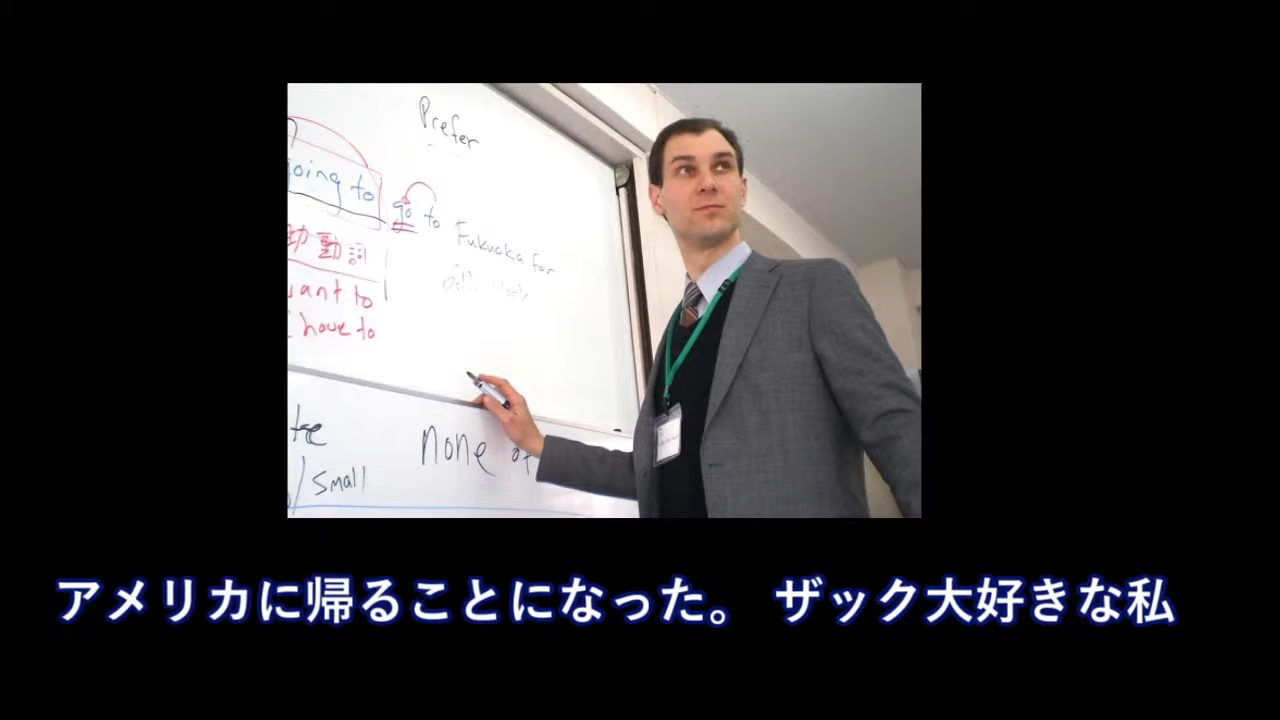 Prefer
going to
go to Fukuoka for
助動詞
want to
have to
none of
/small
アメリカに帰ることになった。 ザック大好きな私